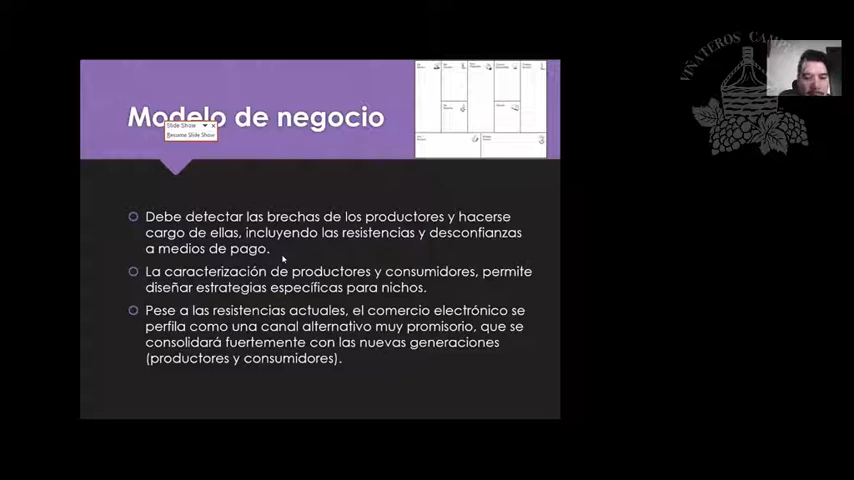 VIÑATEROS CAMPE
Modelo de negocio
Slide Show
Resume Slide Show
Debe detectar las brechas de los productores y hacerse
cargo de ellas, incluyendo las resistencias y desconfianzas
a medios de pago.
La caracterización de productores y consumidores, permite
diseñar estrategias específicas para nichos.
Pese a las resistencias actuales, el comercio electrónico se
perfila como una canal alternativo muy promisorio, que se
consolidará fuertemente con las nuevas generaciones
(productores y consumidores).